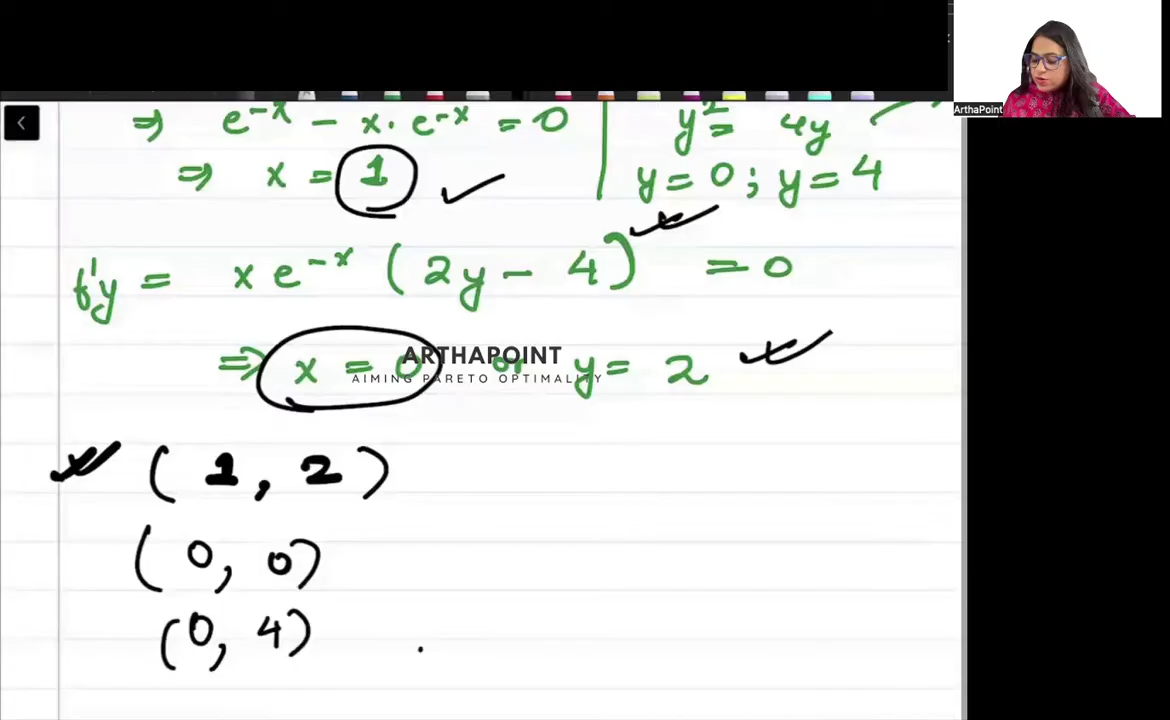 ⇒ e^{-x} - x · e^{-x} = 0
y² = 4y
⇒ x = 1
y = 0 ; y = 4
f'y = x e^{-x} ( 2y - 4 ) = 0
⇒ x = 0 or y = 2
ARTHAPOINT
AIMING PARETO OPTIMALITY
( 1 , 2 )
( 0 , 0 )
( 0 , 4 )
ArthaPoint